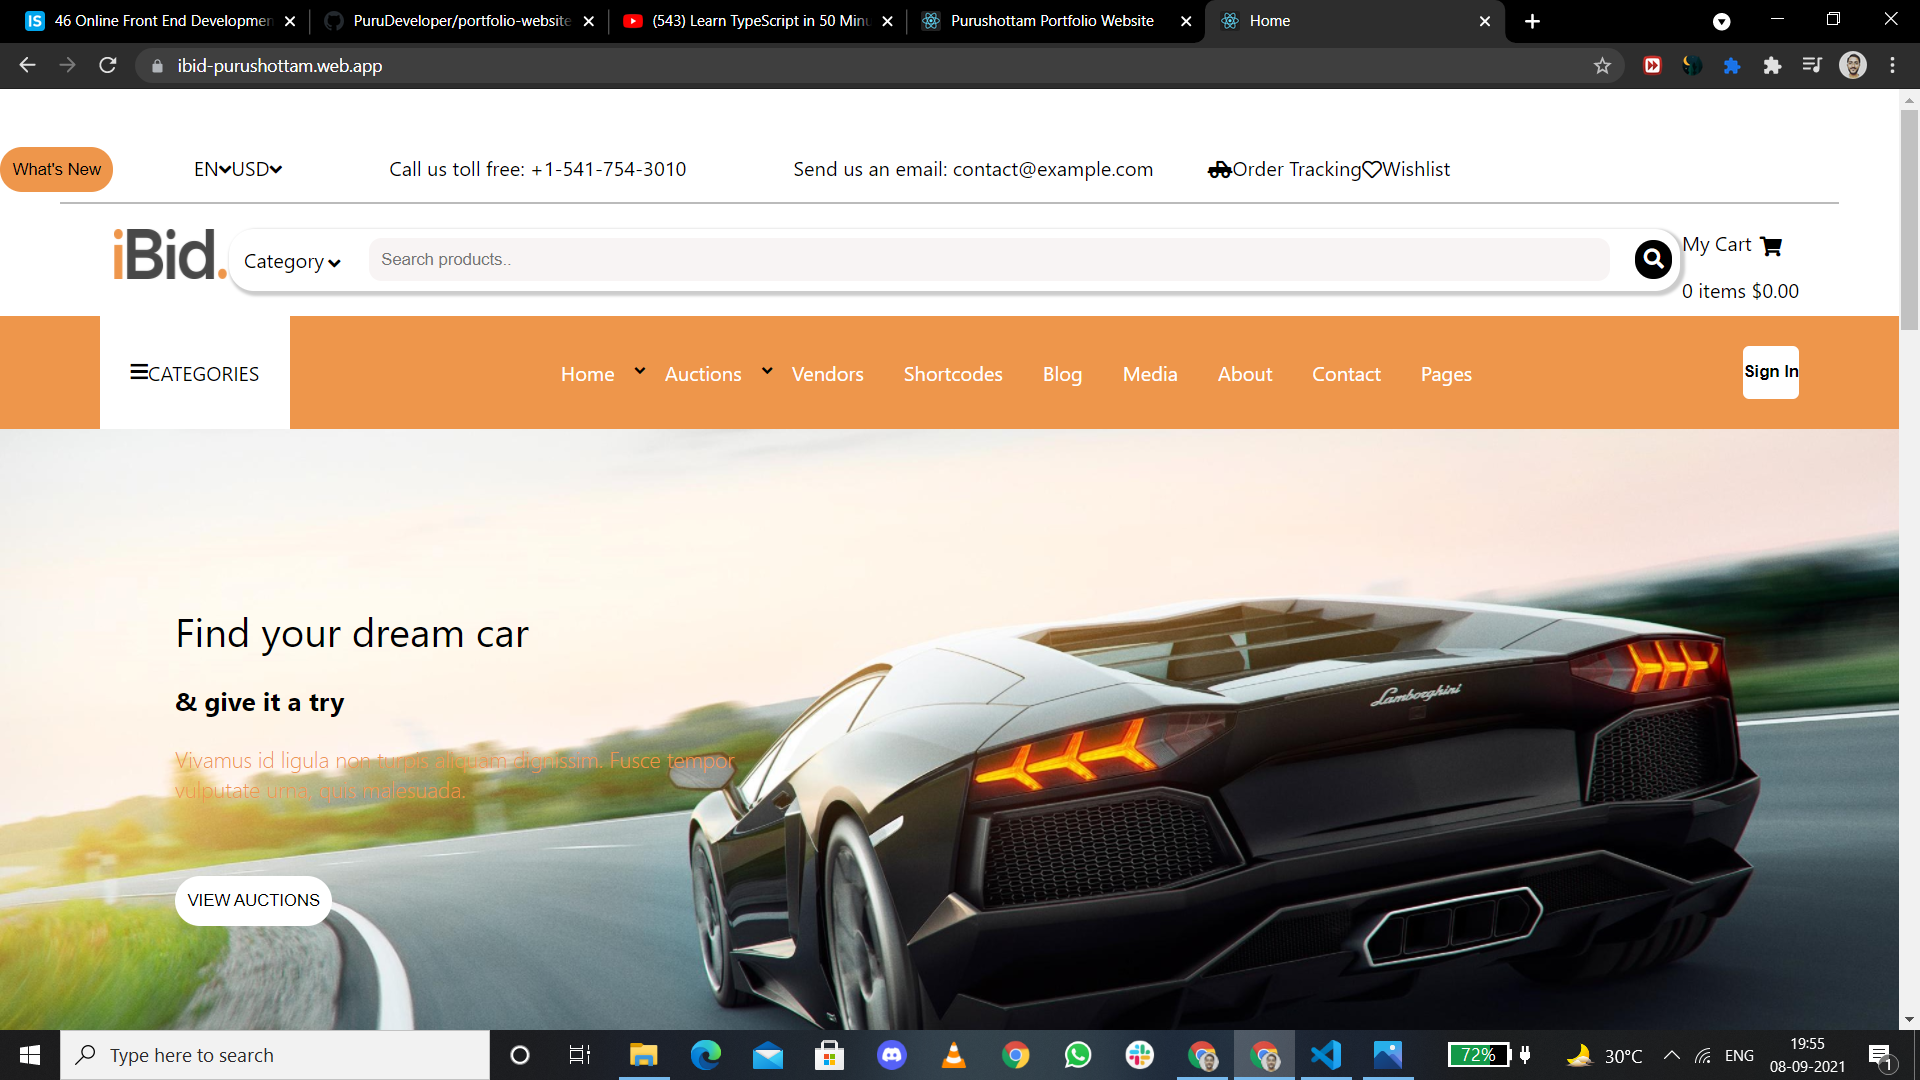 46 Online Front End Developmen
PuruDeveloper/portfolio-website
(543) Learn TypeScript in 50 Minu
Purushottam Portfolio Website
Home
ibid-purushottam.web.app
What's New
EN USD
Call us toll free: +1-541-754-3010
Send us an email: contact@example.com
Order Tracking Wishlist
iBid.
Category
Search products..
My Cart
0 items $0.00
CATEGORIES
Home
Auctions
Vendors
Shortcodes
Blog
Media
About
Contact
Pages
Sign In
Find your dream car
& give it a try
Vivamus id ligula non turpis aliquam dignissim. Fusce tempor
vulputate urna, quis malesuada.
VIEW AUCTIONS
Lamborghini
Type here to search
72%
30°C
ENG
19:55
08-09-2021
1